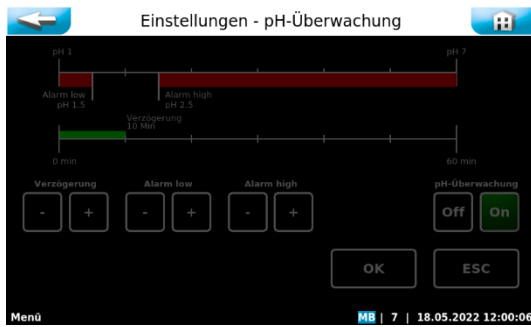 Einstellungen - pH-Überwachung
pH 1 pH 7
Alarm low Alarm high
pH 1.5 pH 2.5
Verzögerung
10 Min
0 min 60 min
Verzögerung Alarm low Alarm high pH-Überwachung
- + - + - + Off On
OK ESC
Menü MB | 7 | 18.05.2022 12:00:06